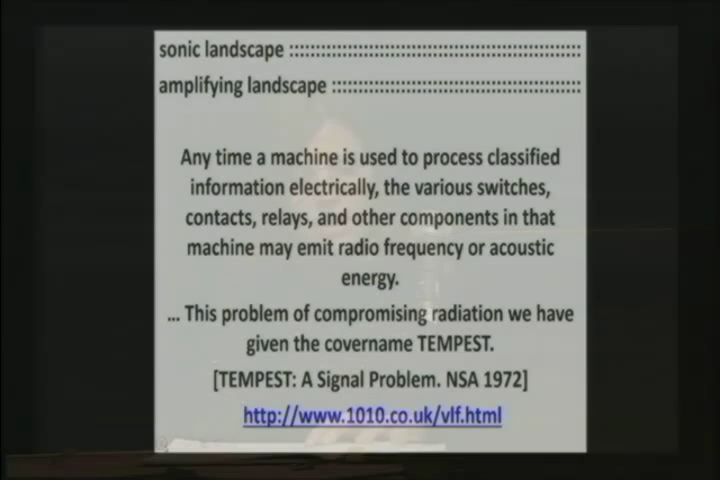 sonic landscape ::::::::::::::::::::::::::::::::::::::::::::::::::::::
amplifying landscape ::::::::::::::::::::::::::::::::::::::::::::::
Any time a machine is used to process classified
information electrically, the various switches,
contacts, relays, and other components in that
machine may emit radio frequency or acoustic
energy.
... This problem of compromising radiation we have
given the covername TEMPEST.
[TEMPEST: A Signal Problem. NSA 1972]
http://www.1010.co.uk/vlf.html